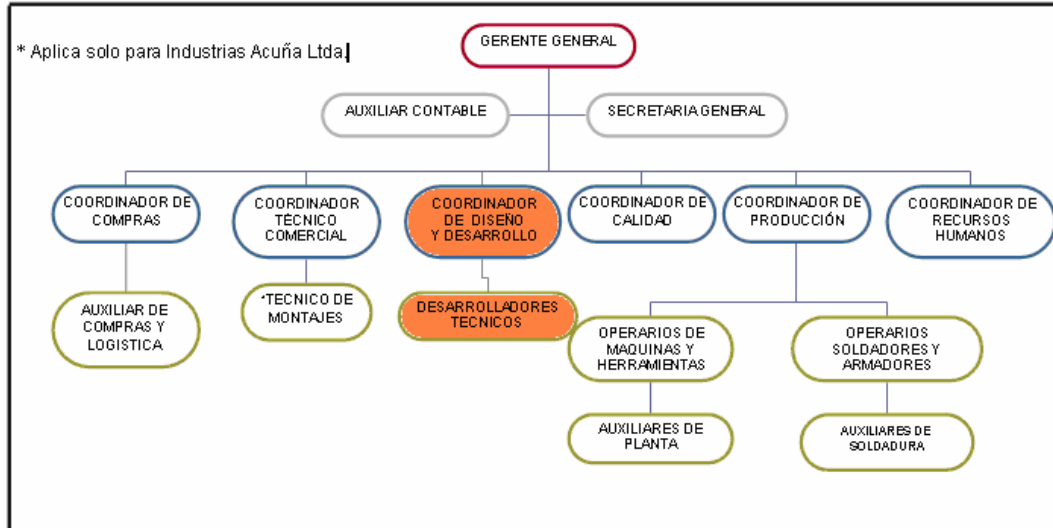 GERENTE GENERAL
* Aplica solo para Industrias Acuña Ltda.
AUXILIAR CONTABLE
SECRETARIA GENERAL
COORDINADOR DE
COMPRAS
COORDINADOR
TÉCNICO
COMERCIAL
COORDINADOR
DE DISEÑO
Y DESARROLLO
COORDINADOR DE
CALIDAD
COORDINADOR DE
PRODUCCIÓN
COORDINADOR DE
RECURSOS
HUMANOS
AUXILIAR DE
COMPRAS Y
LOGISTICA
*TECNICO DE
MONTAJES
DESARROLLADORES
TECNICOS
OPERARIOS DE
MAQUINAS Y
HERRAMIENTAS
OPERARIOS
SOLDADORES Y
ARMADORES
AUXILIARES DE
PLANTA
AUXILIARES DE
SOLDADURA